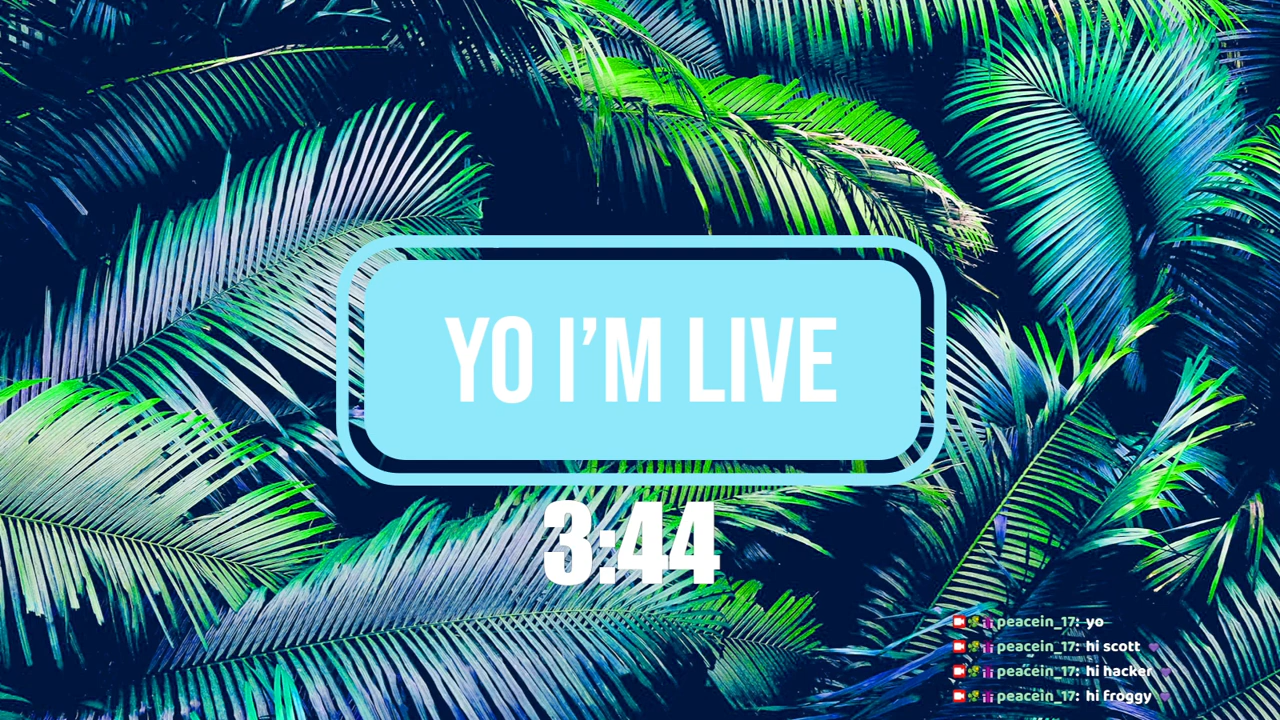 YO I’M LIVE
3:44
peacein_17: yo
peacein_17: hi scott
peacein_17: hi hacker
peacein_17: hi froggy